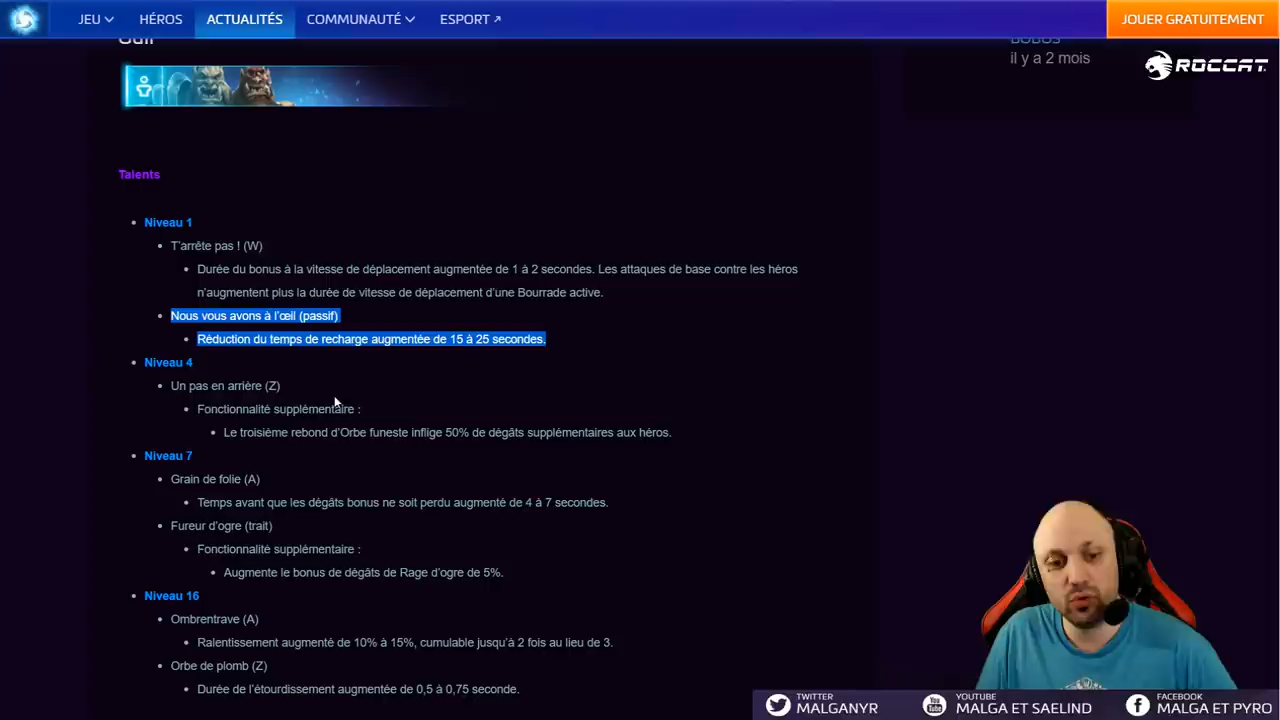 JEU HÉROS ACTUALITÉS COMMUNAUTÉ ESPORT JOUER GRATUITEMENT
il y a 2 mois
ROCCAT
Talents
Niveau 1
T'arrête pas ! (W)
Durée du bonus à la vitesse de déplacement augmentée de 1 à 2 secondes. Les attaques de base contre les héros
n'augmentent plus la durée de vitesse de déplacement d'une Bourrade active.
Nous vous avons à l'œil (passif)
Réduction du temps de recharge augmentée de 15 à 25 secondes.
Niveau 4
Un pas en arrière (Z)
Fonctionnalité supplémentaire :
Le troisième rebond d'Orbe funeste inflige 50% de dégâts supplémentaires aux héros.
Niveau 7
Grain de folie (A)
Temps avant que les dégâts bonus ne soit perdu augmenté de 4 à 7 secondes.
Fureur d'ogre (trait)
Fonctionnalité supplémentaire :
Augmente le bonus de dégâts de Rage d'ogre de 5%.
Niveau 16
Ombrentrave (A)
Ralentissement augmenté de 10% à 15%, cumulable jusqu'à 2 fois au lieu de 3.
Orbe de plomb (Z)
Durée de l'étourdissement augmentée de 0,5 à 0,75 seconde.
TWITTER
MALGANYR
YOUTUBE
MALGA ET SAELIND
FACEBOOK
MALGA ET PYRO